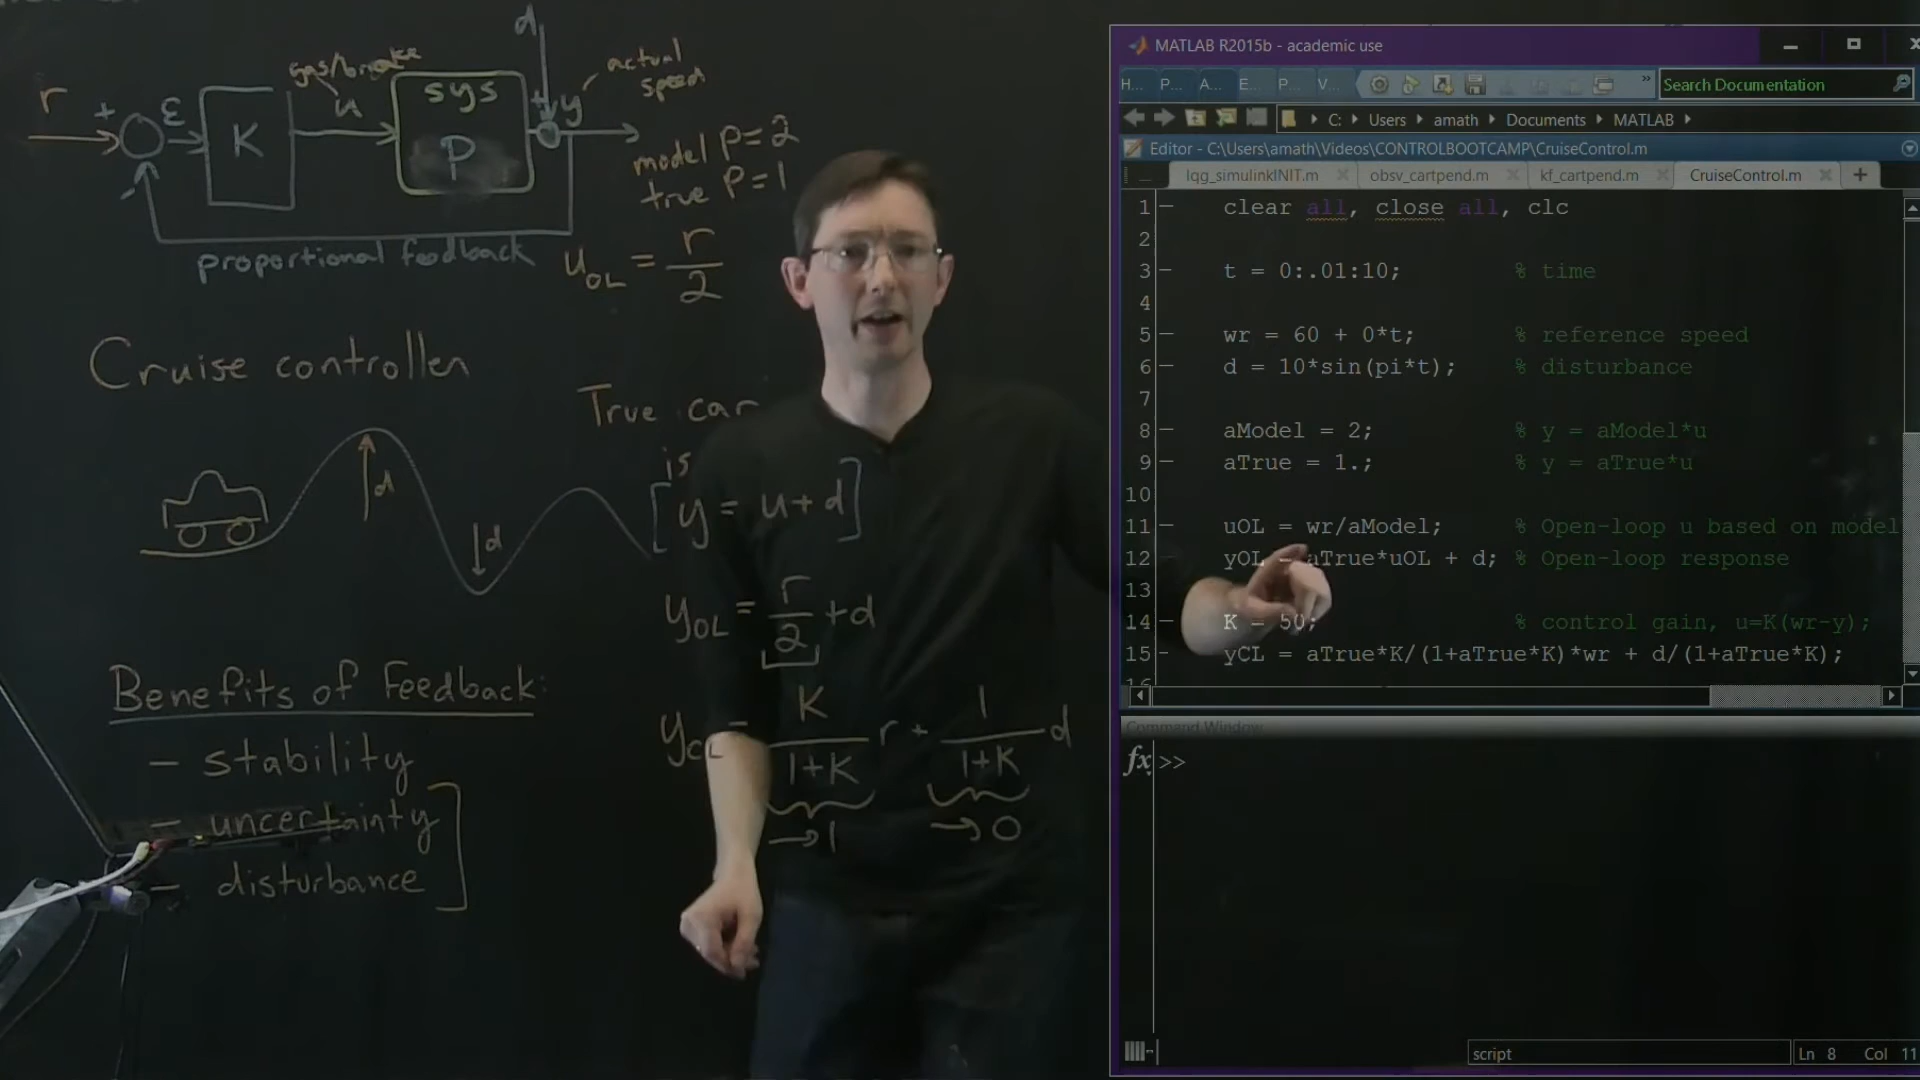 d
gas/brake
actual
speed
r
+
ε
u
sys
+
y
K
P
-
model P=2
true P=1
proportional feedback
u_OL = r/2
Cruise controller
d
d
True car
is
[y = u+d]
y_OL = r/2 + d
Benefits of Feedback:
- stability
- uncertainty
- disturbance
y_CL = K/(1+K) r + 1/(1+K) d
→1
→0
MATLAB R2015b - academic use
H... P... A... E... P... V...
Search Documentation
C: Users amath Documents MATLAB
Editor - C:\Users\amath\Videos\CONTROLBOOTCAMP\CruiseControl.m
lqg_simulinkINIT.m obsv_cartpend.m kf_cartpend.m CruiseControl.m +
1 clear all, close all, clc
2
3 t = 0:.01:10; % time
4
5 wr = 60 + 0*t; % reference speed
6 d = 10*sin(pi*t); % disturbance
7
8 aModel = 2; % y = aModel*u
9 aTrue = 1.; % y = aTrue*u
10
11 uOL = wr/aModel; % Open-loop u based on model
12 yOL = aTrue*uOL + d; % Open-loop response
13
14 K = 50; % control gain, u=K(wr-y);
15 yCL = aTrue*K/(1+aTrue*K)*wr + d/(1+aTrue*K);
16
Command Window
fx >>
script Ln 8 Col 11